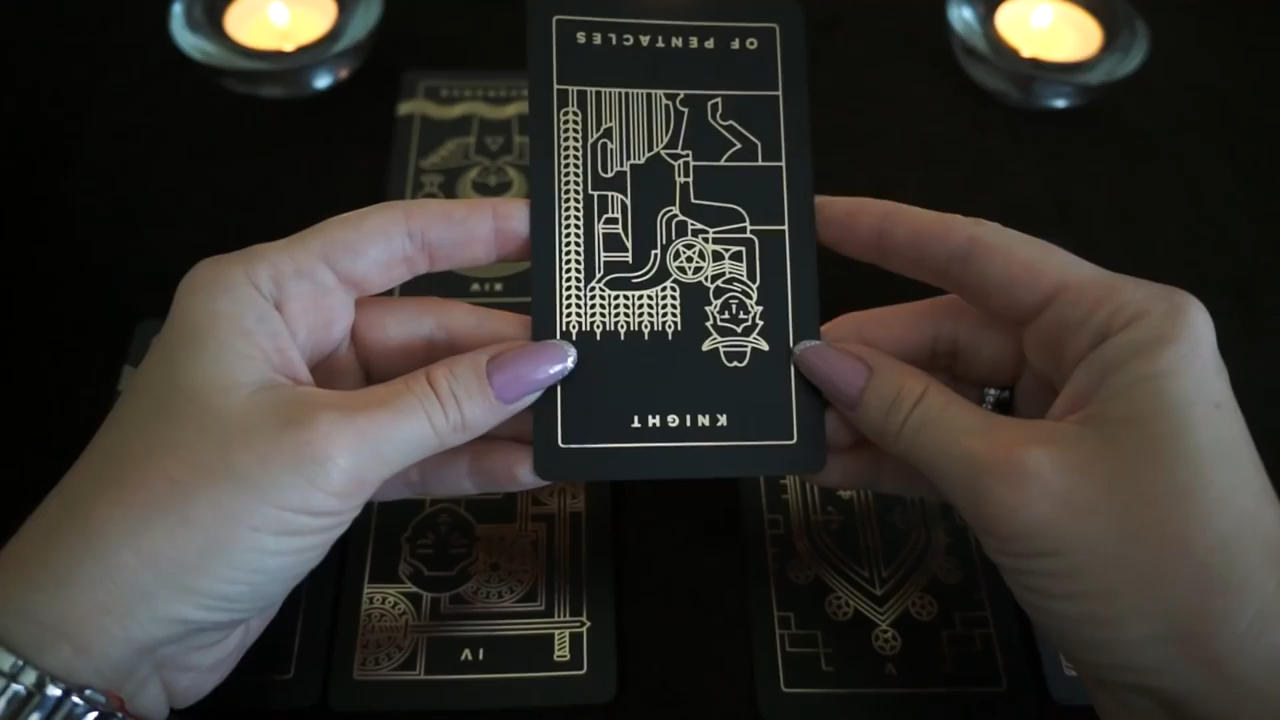 KNIGHT
OF PENTACLES
XIV
IV
V